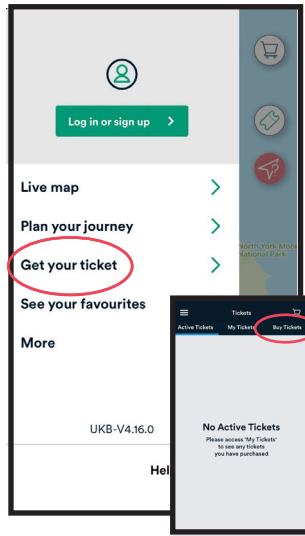 Log in or sign up
Live map
Plan your journey
Get your ticket
See your favourites
More
UKB-V4.16.0
Hel
North York Moors
National Park
Tickets
Active Tickets My Tickets Buy Tickets
No Active Tickets
Please access 'My Tickets'
to see any tickets
you have purchased